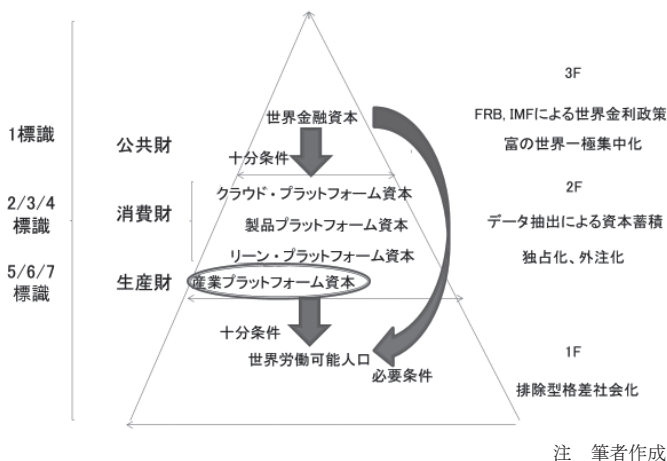 3F
世界金融資本
FRB, IMFによる世界金利政策
1標識
公共財
富の世界一極集中化
十分条件
クラウド・プラットフォーム資本
2F
2/3/4
標識
消費財
製品プラットフォーム資本
データ抽出による資本蓄積
リーン・プラットフォーム資本
独占化、外注化
5/6/7
標識
生産財
産業プラットフォーム資本
十分条件
世界労働可能人口
1F
必要条件
排除型格差社会化
注　筆者作成